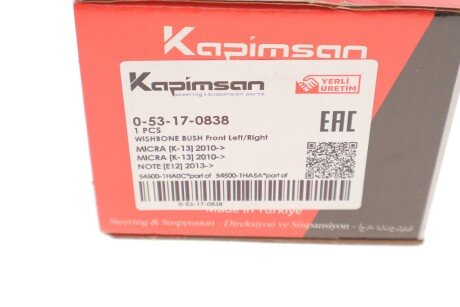 Kapimsan
Kapimsan
steering&suspension parts
YERLİ
ÜRETİM
0-53-17-0838
1 PCS
WISHBONE BUSH Front Left/Right
MICRA [K-13] 2010->
MICRA [K-13] 2010->
NOTE [E12] 2013->
EAC
54500-1HA0C*part of 54500-1HA5A*part of
0-53-17-0838
Made in Türkiye
Steering & Suspension - Direksiyon ve Süspansiyon -